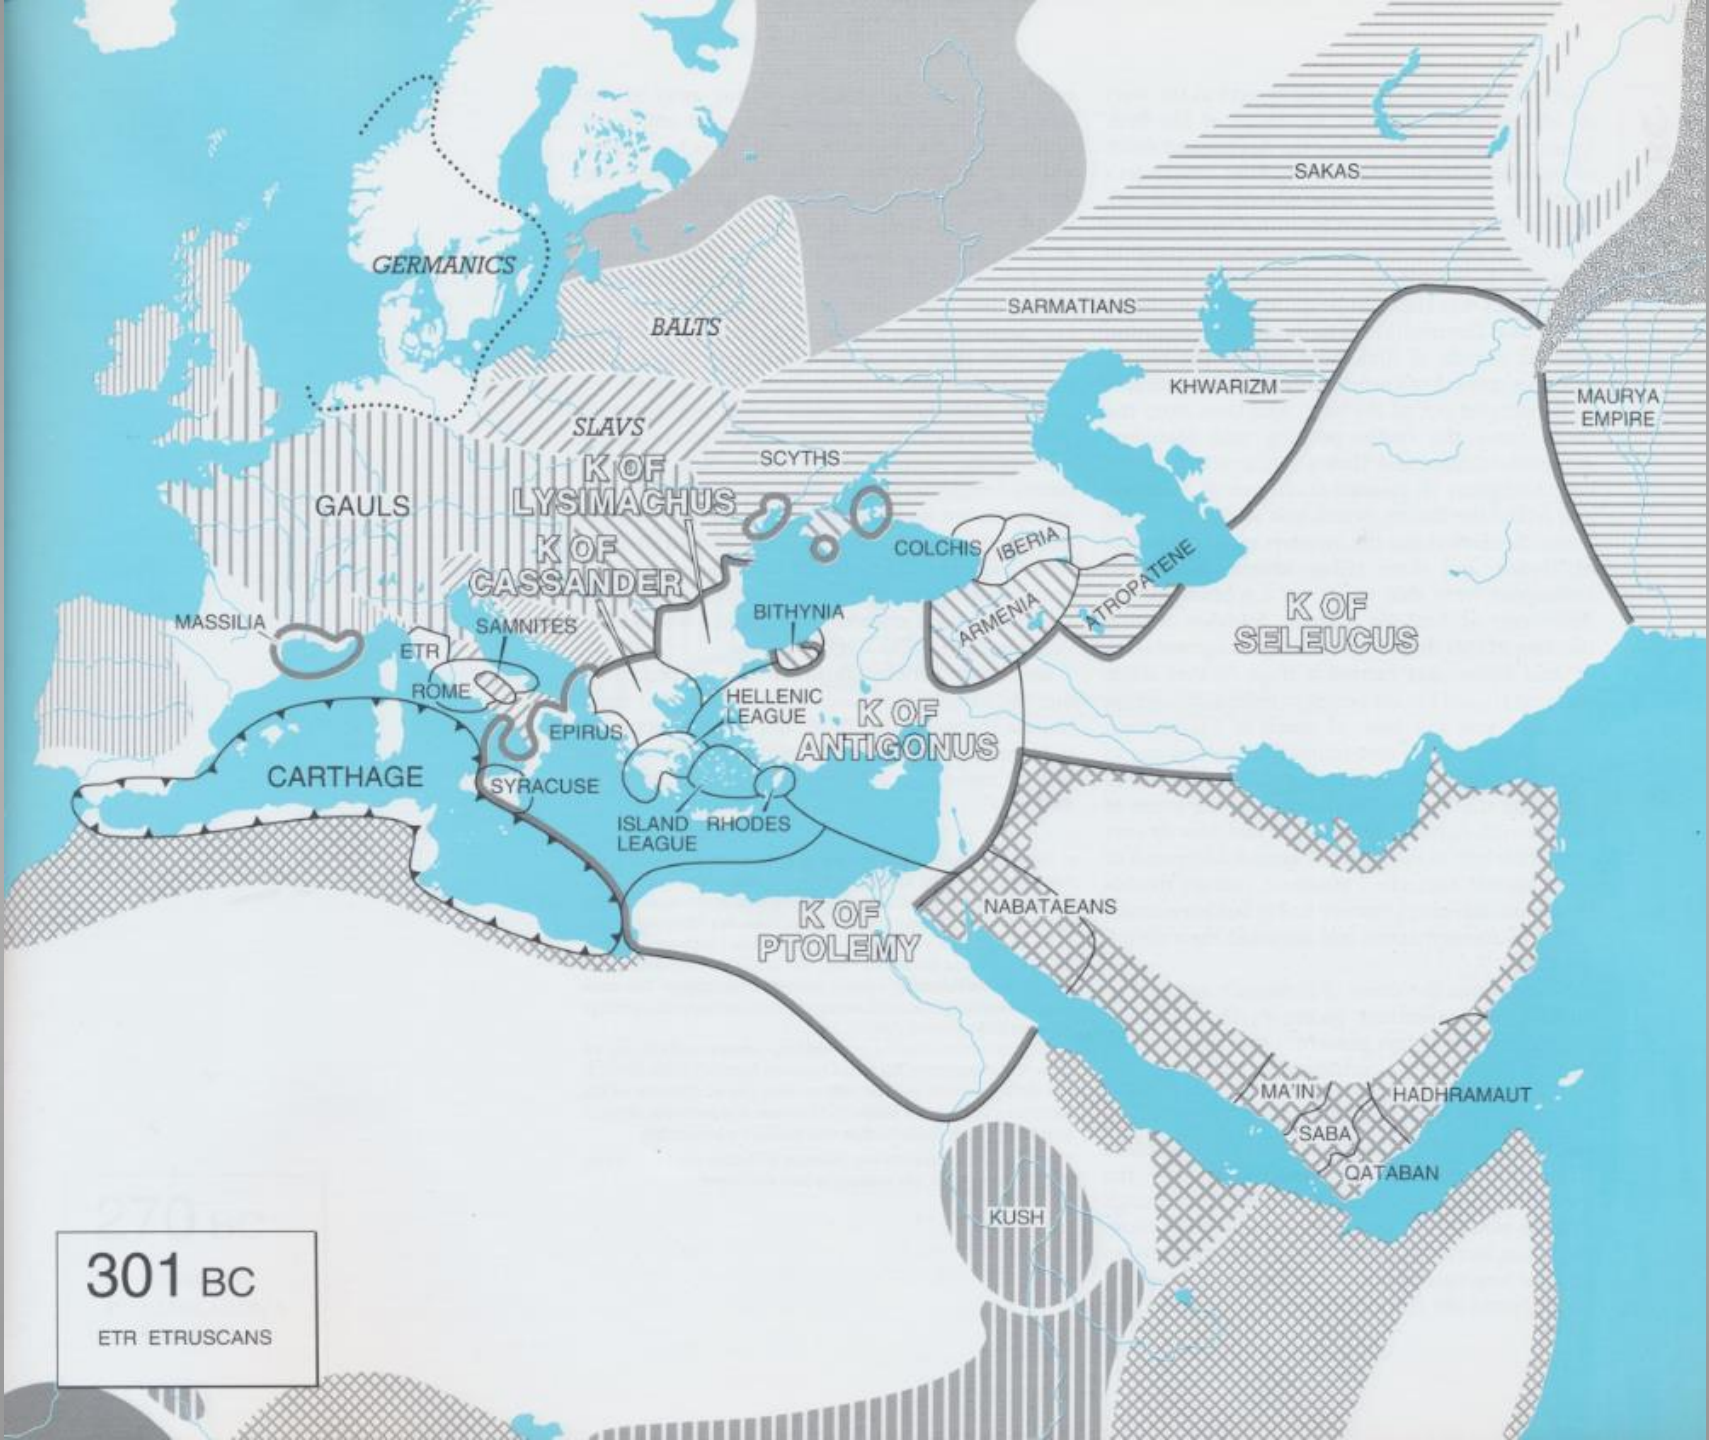 SAKAS
GERMANICS
SARMATIANS
BALTS
KHWARIZM
MAURYA
EMPIRE
SLAVS
SCYTHS
K OF
LYSIMACHUS
GAULS
K OF
CASSANDER
COLCHIS
IBERIA
ATROPATENE
ARMENIA
BITHYNIA
K OF
SELEUCUS
MASSILIA
SAMNITES
ETR
ROME
HELLENIC
LEAGUE
K OF
ANTIGONUS
EPIRUS
CARTHAGE
SYRACUSE
ISLAND
LEAGUE
RHODES
NABATAEANS
K OF
PTOLEMY
MA'IN
HADHRAMAUT
SABA
QATABAN
KUSH
270 BC
301 BC
ETR ETRUSCANS